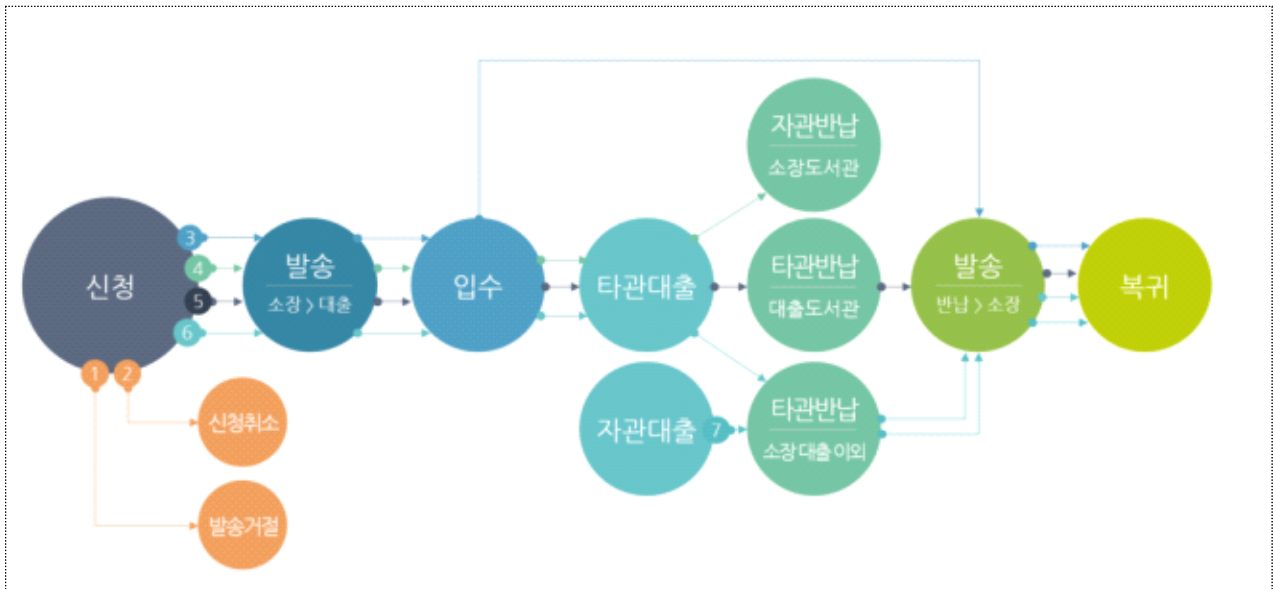 자관반납
소장도서관
신청
3
4
5
6
1
2
발송
소장 > 대출
입수
타관대출
타관반납
대출도서관
발송
반납 > 소장
복귀
신청취소
발송거절
자관대출
7
타관반납
소장 대출 이외